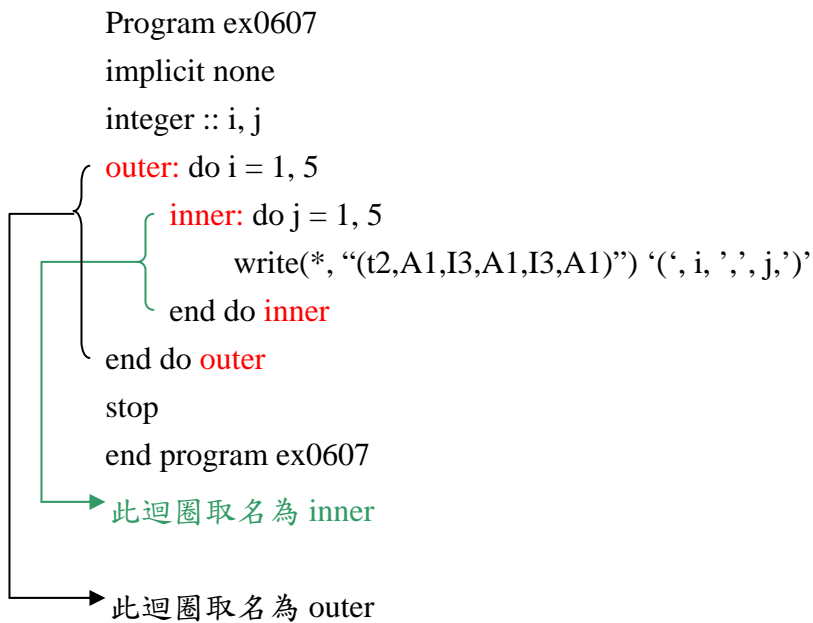 Program ex0607
implicit none
integer :: i, j
outer: do i = 1, 5
inner: do j = 1, 5
write(*, “(t2,A1,I3,A1,I3,A1)”) ‘(‘, i, ’,’, j,’)’
end do inner
end do outer
stop
end program ex0607
此迴圈取名為 inner
此迴圈取名為 outer